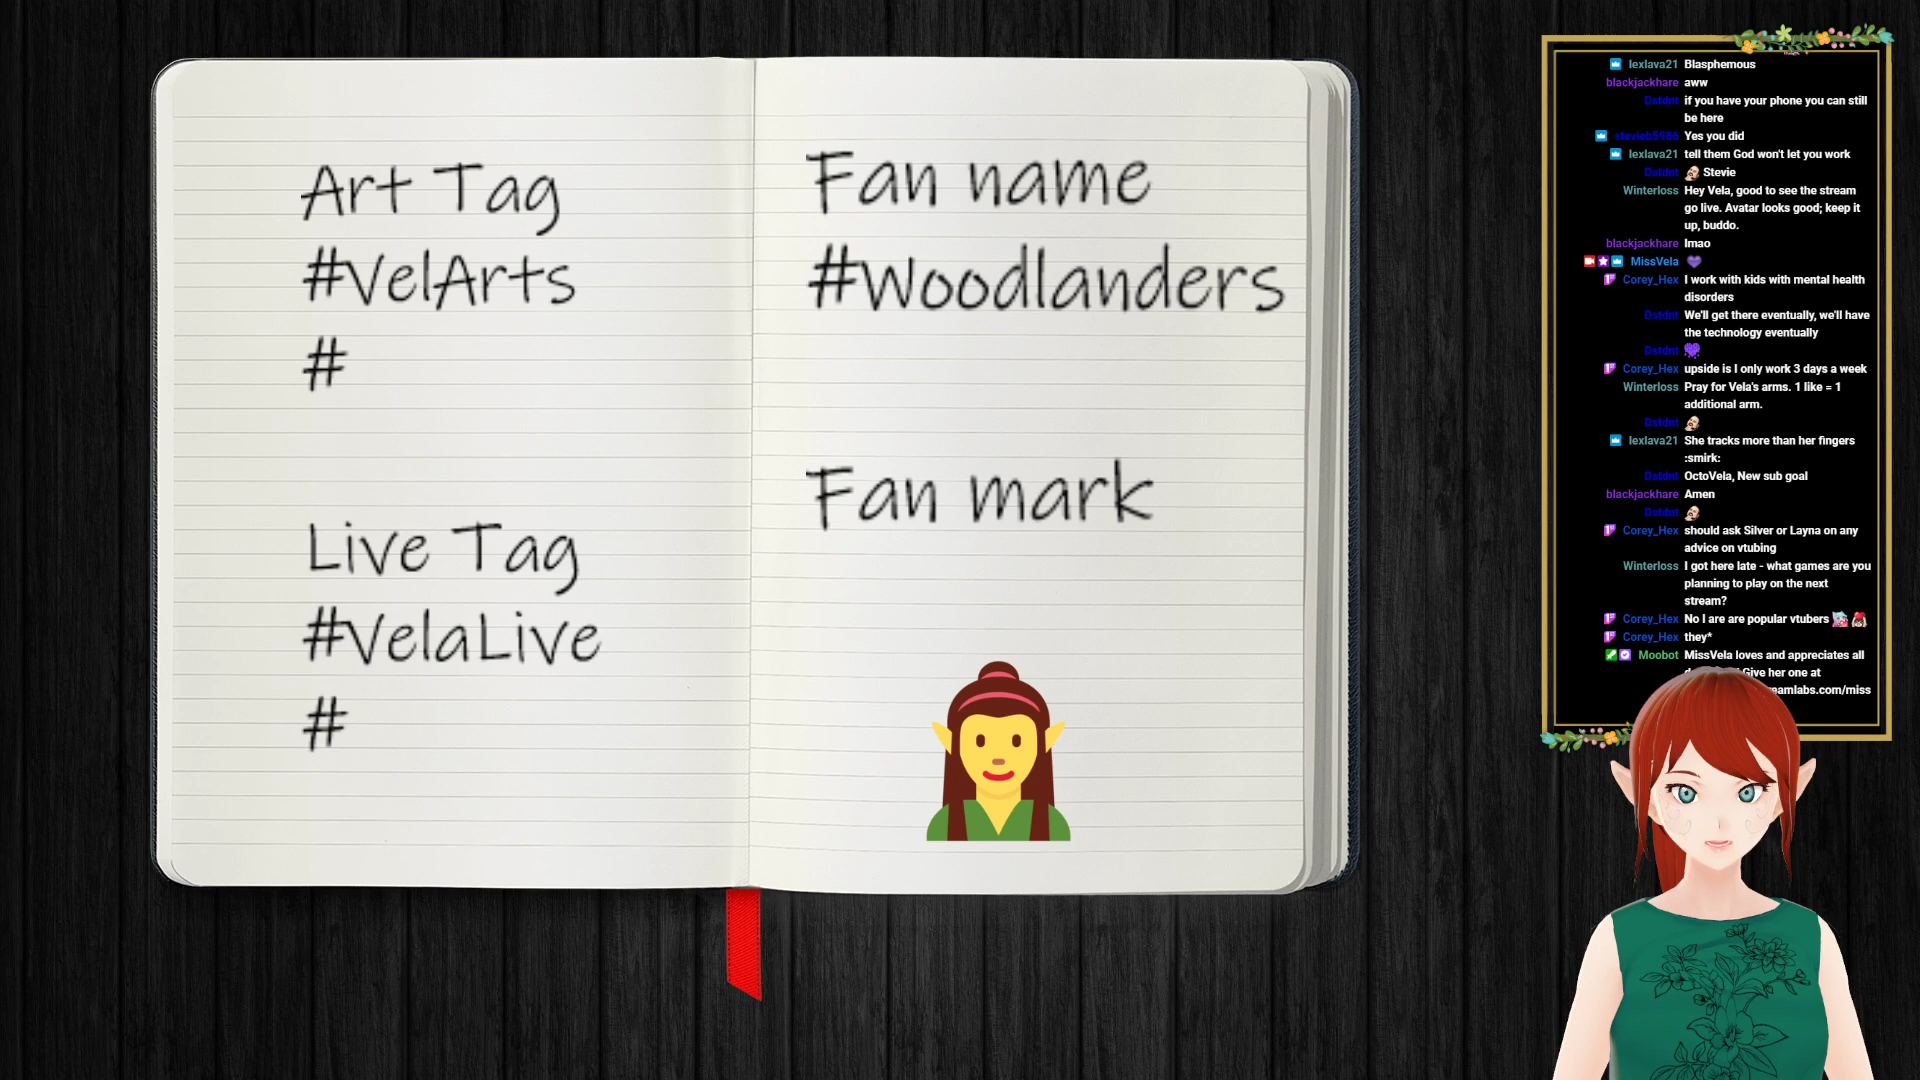 Art Tag
#VelArts
#
Live Tag
#VelaLive
#
Fan name
#Woodlanders
Fan mark
lexlava21 Blasphemous
blackjackhare aww
Dstdnt if you have your phone you can still
be here
stevieb5986 Yes you did
lexlava21 tell them God won't let you work
Dstdnt Stevie
Winterloss Hey Vela, good to see the stream
go live. Avatar looks good; keep it
up, buddo.
blackjackhare lmao
MissVela
Corey_Hex I work with kids with mental health
disorders
Dstdnt We'll get there eventually, we'll have
the technology eventually
Dstdnt
Corey_Hex upside is I only work 3 days a week
Winterloss Pray for Vela's arms. 1 like = 1
additional arm.
Dstdnt
lexlava21 She tracks more than her fingers
:smirk:
Dstdnt OctoVela, New sub goal
blackjackhare Amen
Dstdnt
Corey_Hex should ask Silver or Layna on any
advice on vtubing
Winterloss I got here late - what games are you
planning to play on the next
stream?
Corey_Hex No I are are popular vtubers
Corey_Hex they*
Moobot MissVela loves and appreciates all
Give her one at
eamlabs.com/miss